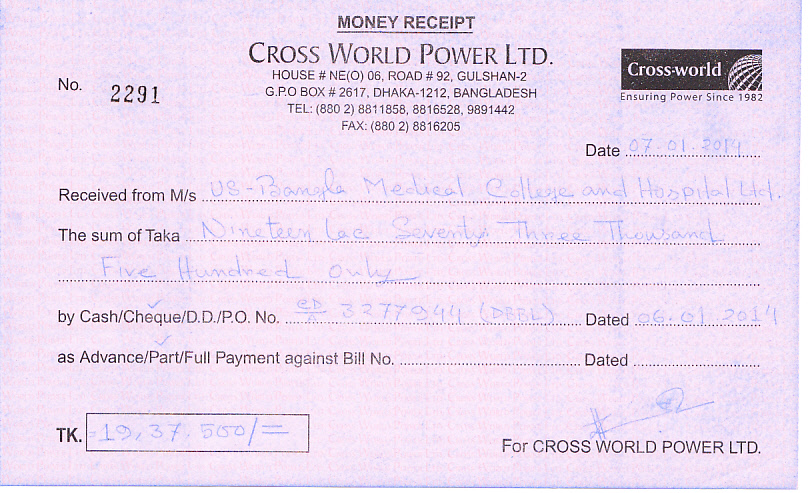 MONEY RECEIPT
CROSS WORLD POWER LTD.
HOUSE # NE(O) 06, ROAD # 92, GULSHAN-2
G.P.O BOX # 2617, DHAKA-1212, BANGLADESH
TEL: (880 2) 8811858, 8816528, 9891442
FAX: (880 2) 8816205
No. 2291
Cross-world
Ensuring Power Since 1982
Date 07.01.2014
Received from M/s US-Bangla Medical College and Hospital Ltd.
The sum of Taka Nineteen Lac Seventy Three Thousand
Five Hundred only
by Cash/Cheque/D.D./P.O. No. CD/A 3277944 (DBBL) Dated 06.01.2014
as Advance/Part/Full Payment against Bill No. Dated
TK. =19,37,500/=
For CROSS WORLD POWER LTD.